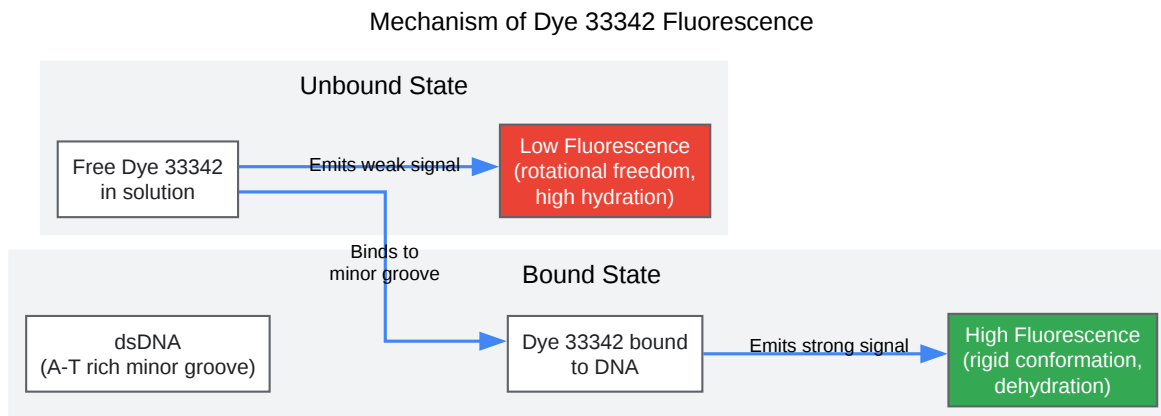 Mechanism of Dye 33342 Fluorescence
Unbound State
Free Dye 33342
in solution
Emits weak signal
Low Fluorescence
(rotational freedom,
high hydration)
Binds to
minor groove
Bound State
dsDNA
(A-T rich minor groove)
Dye 33342 bound
to DNA
Emits strong signal
High Fluorescence
(rigid conformation,
dehydration)